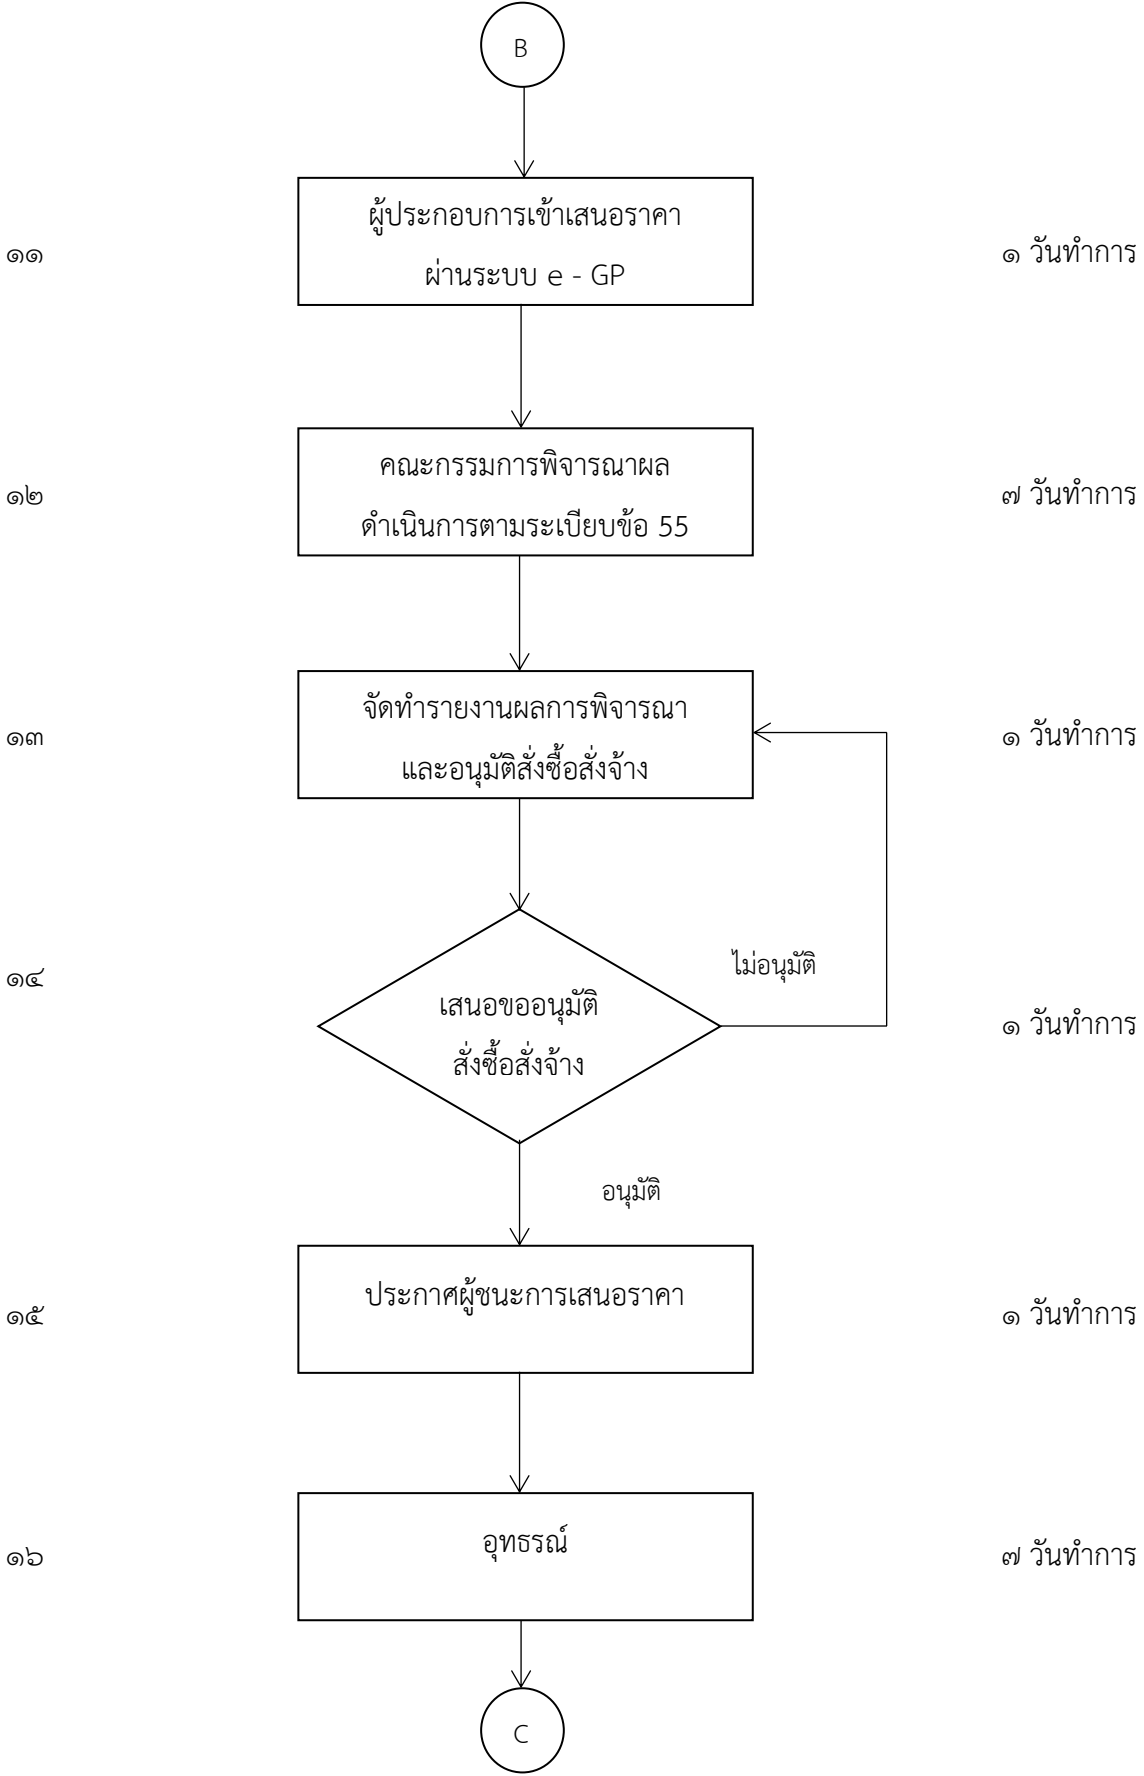 B
ผู้ประกอบการเข้าเสนอราคา
๑๑
ผ่านระบบ e - GP
๑ วันทำการ
คณะกรรมการพิจารณาผล
๑๒
ดำเนินการตามระเบียบข้อ 55
๗ วันทำการ
จัดทำรายงานผลการพิจารณา
๑๓
และอนุมัติสั่งซื้อสั่งจ้าง
๑ วันทำการ
ไม่อนุมัติ
๑๔
เสนอขออนุมัติ
สั่งซื้อสั่งจ้าง
๑ วันทำการ
อนุมัติ
๑๕
ประกาศผู้ชนะการเสนอราคา
๑ วันทำการ
๑๖
อุทธรณ์
๗ วันทำการ
C